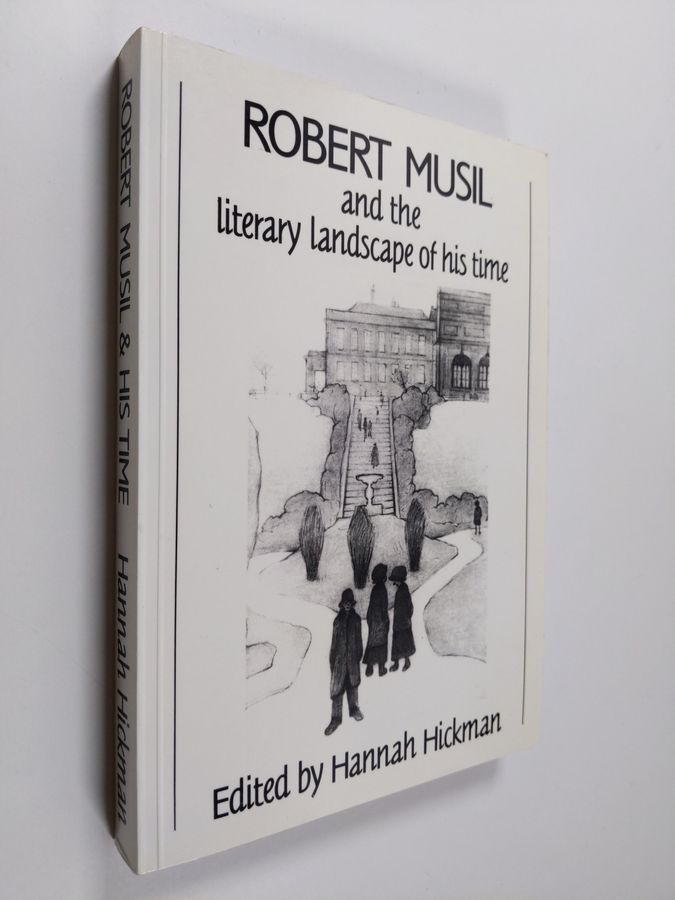 ROBERT MUSIL
and the
literary landscape of his time
Edited by Hannah Hickman
ROBERT MUSIL & HIS TIME Hannah Hickman